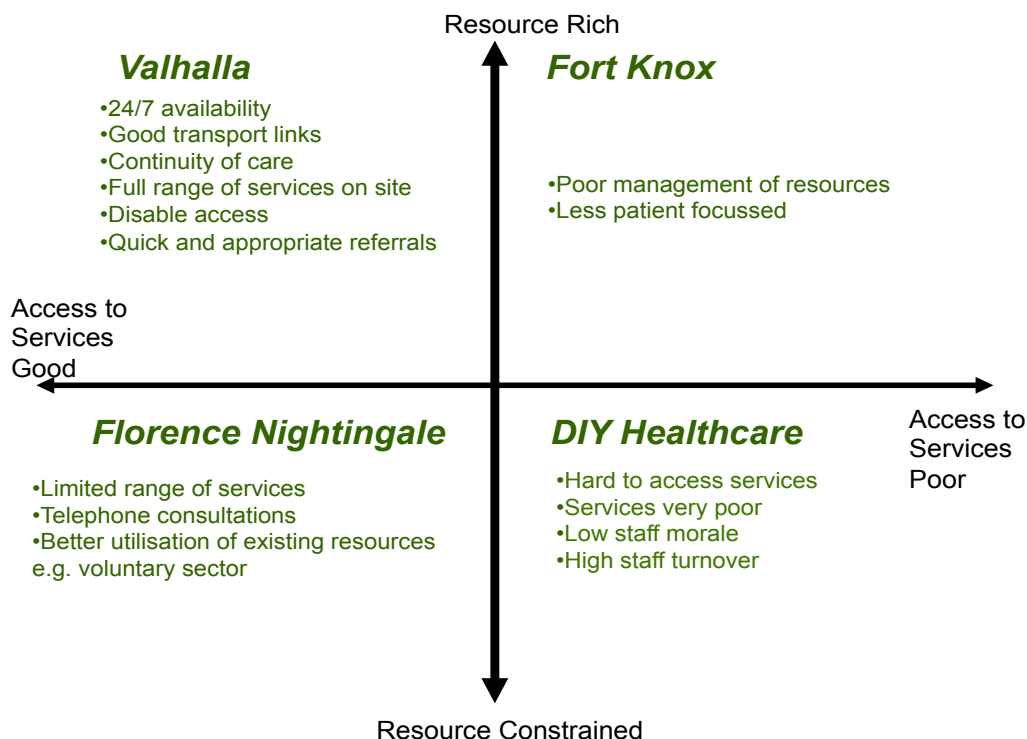 Resource Rich
Valhalla
•24/7 availability
•Good transport links
•Continuity of care
•Full range of services on site
•Disable access
•Quick and appropriate referrals
Fort Knox
•Poor management of resources
•Less patient focussed
Access to
Services
Good
Florence Nightingale
•Limited range of services
•Telephone consultations
•Better utilisation of existing resources
e.g. voluntary sector
DIY Healthcare
•Hard to access services
•Services very poor
•Low staff morale
•High staff turnover
Access to
Services
Poor
Resource Constrained